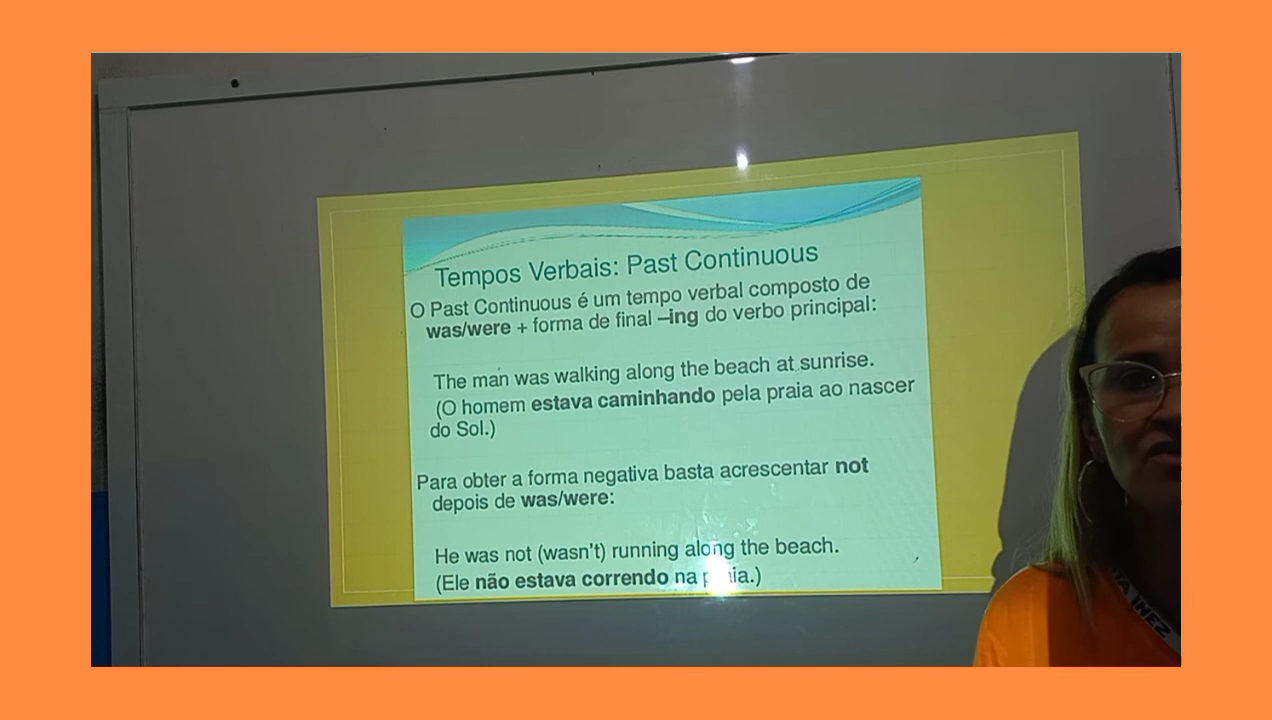 Tempos Verbais: Past Continuous
O Past Continuous é um tempo verbal composto de
was/were + forma de final –ing do verbo principal:
The man was walking along the beach at sunrise.
(O homem estava caminhando pela praia ao nascer
do Sol.)
Para obter a forma negativa basta acrescentar not
depois de was/were:
He was not (wasn't) running along the beach.
(Ele não estava correndo na
INEZ